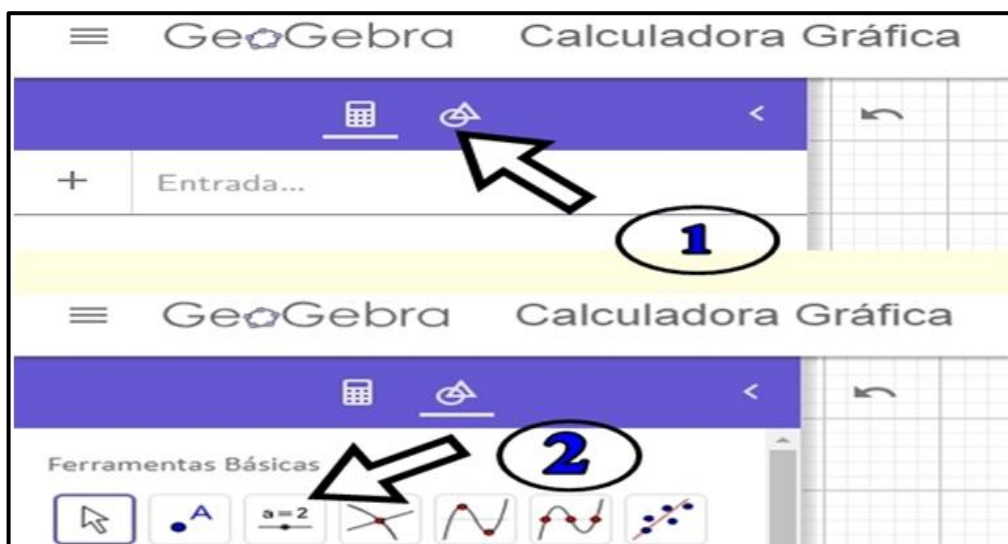 GeoGebra Calculadora Gráfica
+ Entrada...
1
GeoGebra Calculadora Gráfica
2
Ferramentas Básicas
A
a=2